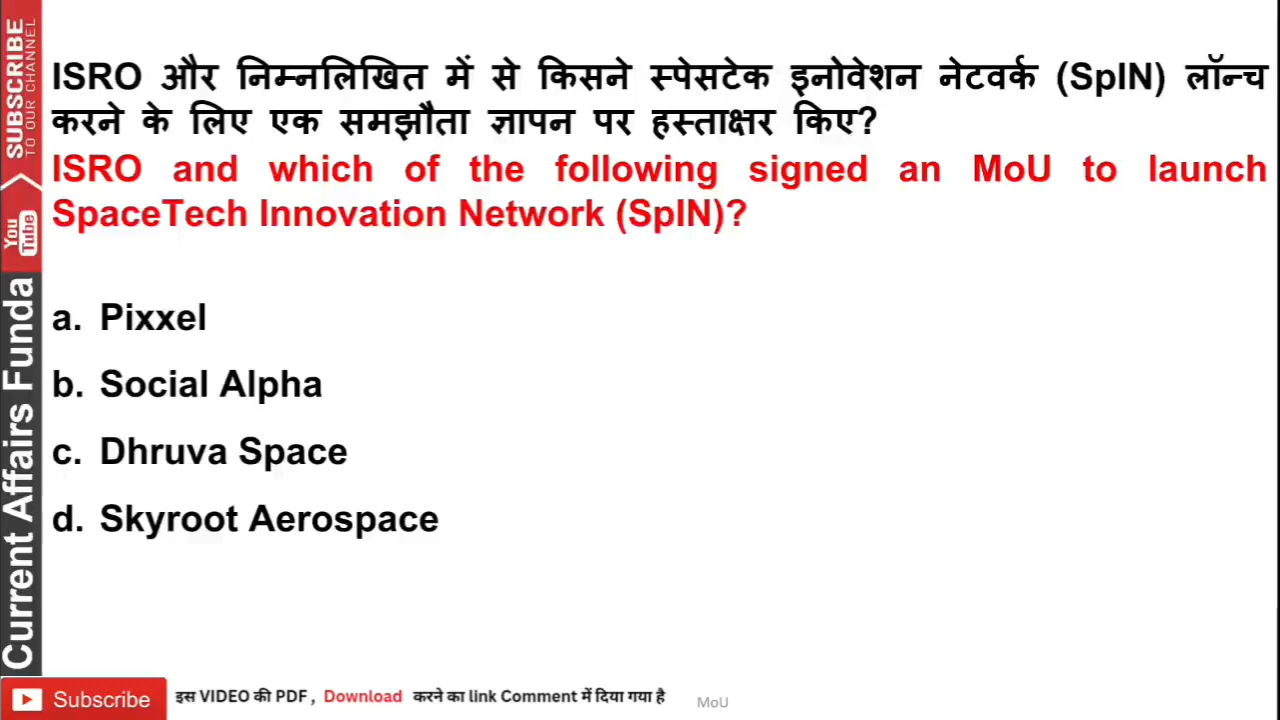 ISRO और निम्नलिखित में से किसने स्पेसटेक इनोवेशन नेटवर्क (SpIN) लॉन्च
करने के लिए एक समझौता ज्ञापन पर हस्ताक्षर किए?
ISRO and which of the following signed an MoU to launch
SpaceTech Innovation Network (SpIN)?
a. Pixxel
b. Social Alpha
c. Dhruva Space
d. Skyroot Aerospace
SUBSCRIBE
TO OUR CHANNEL
You
Tube
Current Affairs Funda
Subscribe
इस VIDEO की PDF , Download करने का link Comment में दिया गया है
MoU